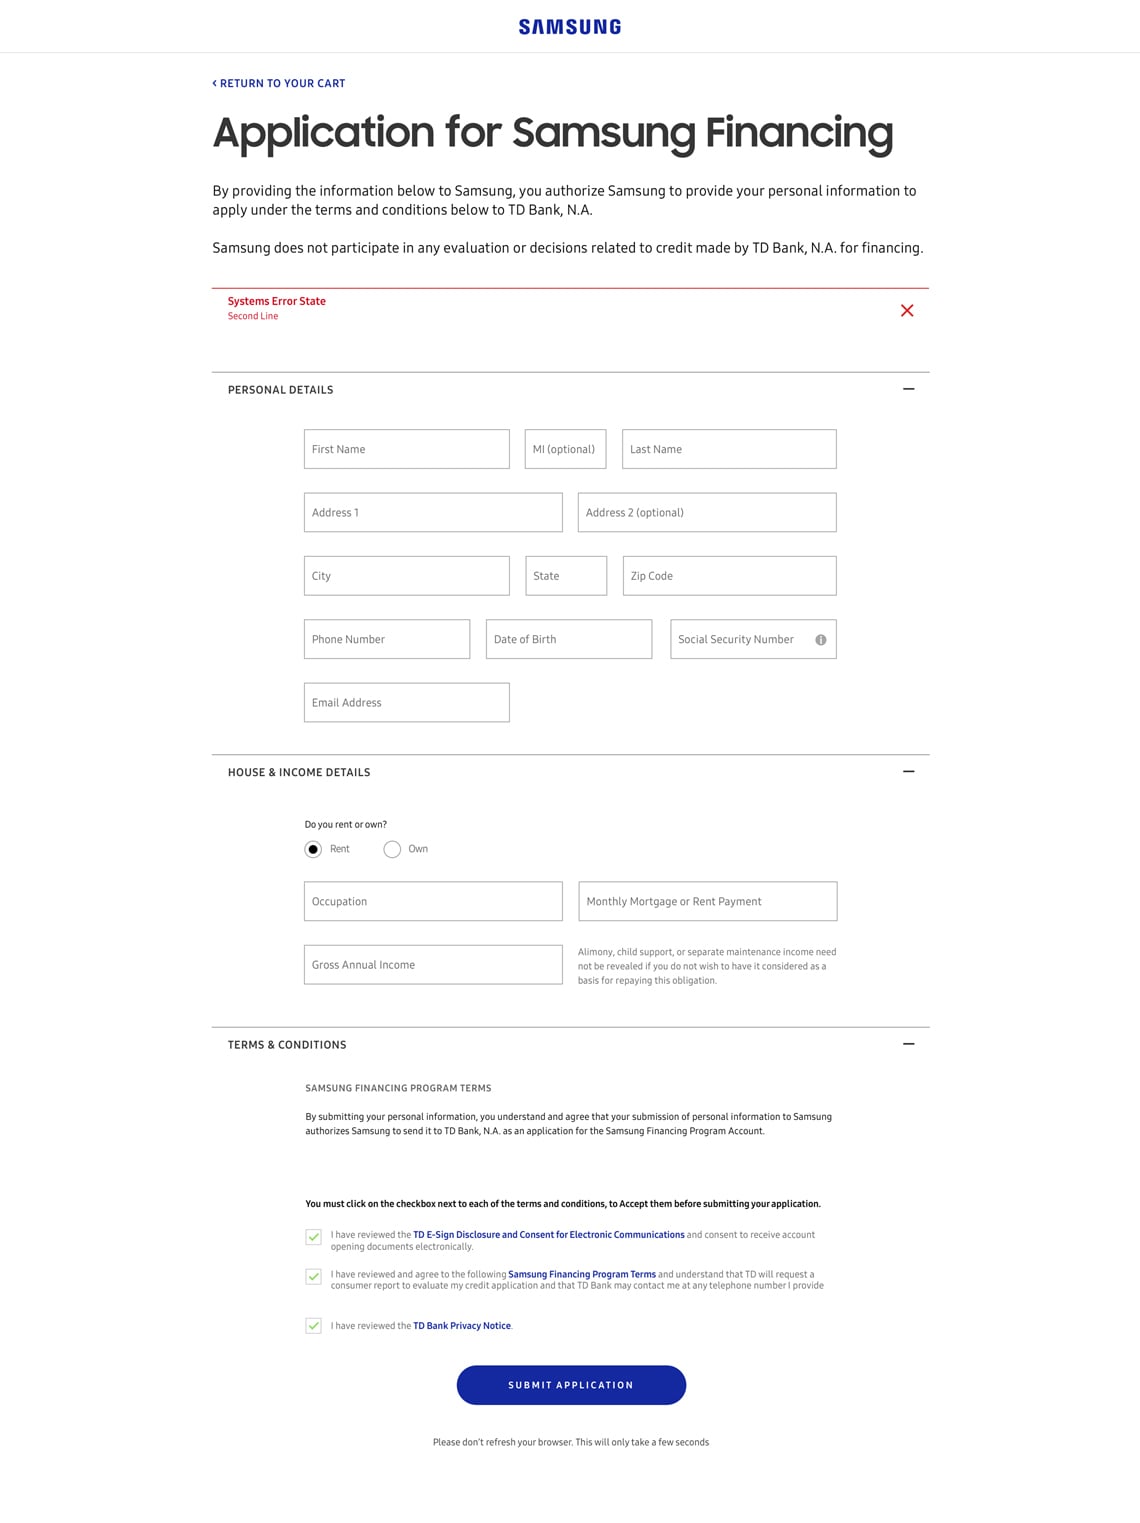 SAMSUNG
‹ RETURN TO YOUR CART
Application for Samsung Financing
By providing the information below to Samsung, you authorize Samsung to provide your personal information to
apply under the terms and conditions below to TD Bank, N.A.
Samsung does not participate in any evaluation or decisions related to credit made by TD Bank, N.A. for financing.
Systems Error State
Second Line
PERSONAL DETAILS
First Name
MI (optional)
Last Name
Address 1
Address 2 (optional)
City
State
Zip Code
Phone Number
Date of Birth
Social Security Number
Email Address
HOUSE & INCOME DETAILS
Do you rent or own?
Rent
Own
Occupation
Monthly Mortgage or Rent Payment
Gross Annual Income
Alimony, child support, or separate maintenance income need
not be revealed if you do not wish to have it considered as a
basis for repaying this obligation.
TERMS & CONDITIONS
SAMSUNG FINANCING PROGRAM TERMS
By submitting your personal information, you understand and agree that your submission of personal information to Samsung
authorizes Samsung to send it to TD Bank, N.A. as an application for the Samsung Financing Program Account.
You must click on the checkbox next to each of the terms and conditions, to Accept them before submitting your application.
I have reviewed the TD E-Sign Disclosure and Consent for Electronic Communications and consent to receive account
opening documents electronically.
I have reviewed and agree to the following Samsung Financing Program Terms and understand that TD will request a
consumer report to evaluate my credit application and that TD Bank may contact me at any telephone number I provide
I have reviewed the TD Bank Privacy Notice.
SUBMIT APPLICATION
Please don't refresh your browser. This will only take a few seconds